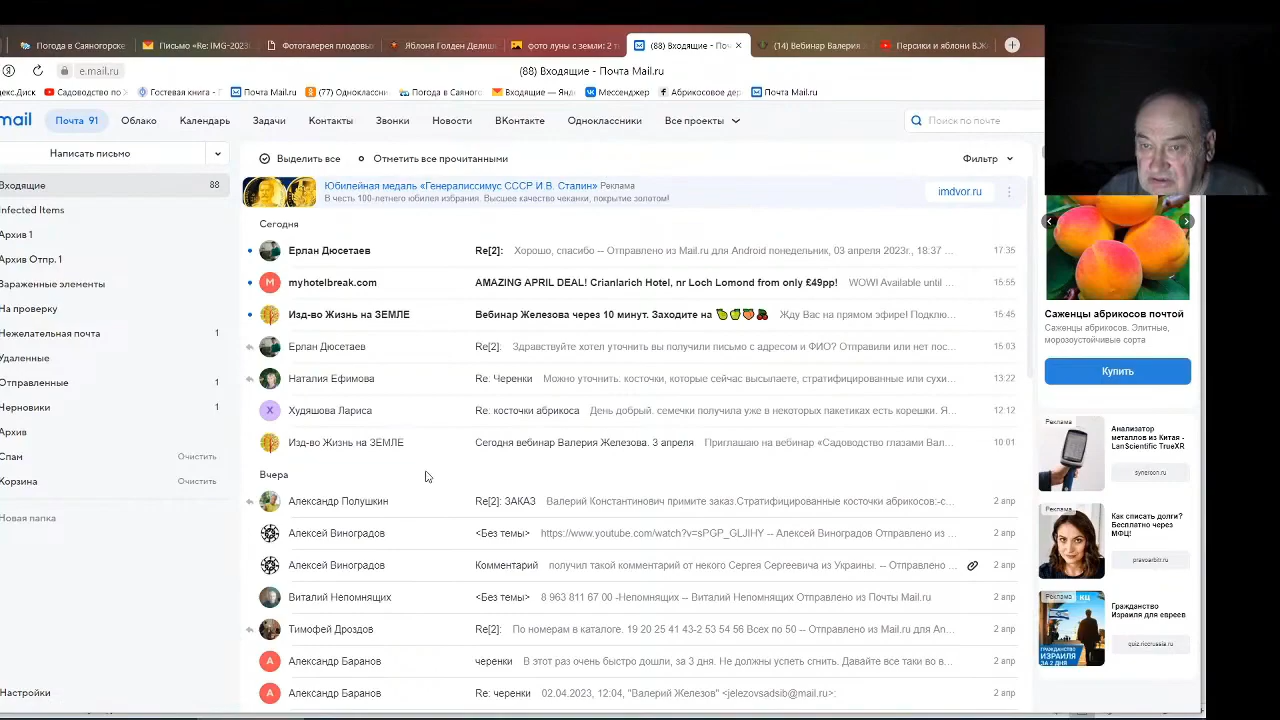 Погода в Саяногорске
Письмо «Re: IMG-2023
Фотогалерея плодовых
Яблоня Голден Делиш
фото луны с земли: 2 т
(88) Входящие - Поч
(14) Вебинар Валерия
Персики и яблони В.Ж
e.mail.ru
(88) Входящие - Почта Mail.ru
екс.Диск
Садоводство по
Гостевая книга - Г
Почта Mail.ru
(77) Одноклассни
Погода в Саяного
Входящие — Янд
Мессенджер
Абрикосовое дер
Почта Mail.ru
mail
Почта 91
Облако
Календарь
Задачи
Контакты
Звонки
Новости
ВКонтакте
Одноклассники
Все проекты
Поиск по почте
Написать письмо
Выделить все
Отметить все прочитанными
Фильтр
Входящие 88
Infected Items
Архив 1
Архив Отпр. 1
Зараженные элементы
На проверку
Нежелательная почта 1
Удаленные
Отправленные 1
Черновики 1
Архив
Спам Очистить
Корзина Очистить
Новая папка
Настройки
Юбилейная медаль «Генералиссимус СССР И.В. Сталин» Реклама
В честь 100-летнего юбилея избрания. Высшее качество чеканки, покрытие золотом!
imdvor.ru
Сегодня
Ерлан Дюсетаев Re[2]: Хорошо, спасибо -- Отправлено из Mail.ru для Android понедельник, 03 апреля 2023г., 18:37 ... 17:35
M myhotelbreak.com AMAZING APRIL DEAL! Crianlarich Hotel, nr Loch Lomond from only £49pp! WOW! Available until ... 15:55
Изд-во Жизнь на ЗЕМЛЕ Вебинар Железова через 10 минут. Заходите на 🍐🍏🍑🍒 Жду Вас на прямом эфире! Подклю... 15:45
Ерлан Дюсетаев Re[2]: Здравствуйте хотел уточнить вы получили письмо с адресом и ФИО? Отправили или нет пос... 15:03
Наталия Ефимова Re. Черенки Можно уточнить. косточки, которые сейчас высылаете, стратифицированные или сухи... 13:22
Х Худяшова Лариса Re: косточки абрикоса День добрый. семечки получила уже в некоторых пакетиках есть корешки. Я... 12:12
Изд-во Жизнь на ЗЕМЛЕ Сегодня вебинар Валерия Железова. 3 апреля Приглашаю на вебинар «Садоводство глазами Вал... 10:01
Вчера
Александр Полушкин Re[2]: ЗАКАЗ Валерий Константинович примите заказ.Стратифицированные косточки абрикосов:-с... 2 апр
Алексей Виноградов <Без темы> https://www.youtube.com/watch?v=sPGP_GLJIHY -- Алексей Виноградов Отправлено из ... 2 апр
Алексей Виноградов Комментарий получил такой комментарий от некого Сергея Сергеевича из Украины. -- Отправлено ... 2 апр
Виталий Непомнящих <Без темы> 8 963 811 67 00 -Непомнящих -- Виталий Непомнящих Отправлено из Почты Mail.ru 2 апр
Тимофей Дроздов Re[2]: По номерам в каталоге. 19 20 25 41 43-2 53 54 56 Всех по 50 -- Отправлено из Mail.ru для An... 2 апр
А Александр Баранов черенки В этот раз очень быстро дошли, за 3 дня. Не должны успеть сгнить. Давайте все таки во в... 2 апр
А Александр Баранов Re: черенки 02.04.2023, 12:04, "Валерий Железов" <jelezovsadsib@mail.ru>: 2 апр
Саженцы абрикосов почтой
Саженцы абрикосов. Элитные,
морозоустойчивые сорта
Купить
Реклама
Анализатор
металлов из Китая -
LanScientific TrueXR
syneroon.ru
Реклама
Как списать долги?
Бесплатно через
МФЦ!
pravoarbitr.ru
Реклама
Гражданство
Израиля для евреев
ГРАЖДАНСТВО
ИЗРАИЛЯ
ЗА 2 ДНЯ
quiz.riccrussia.ru